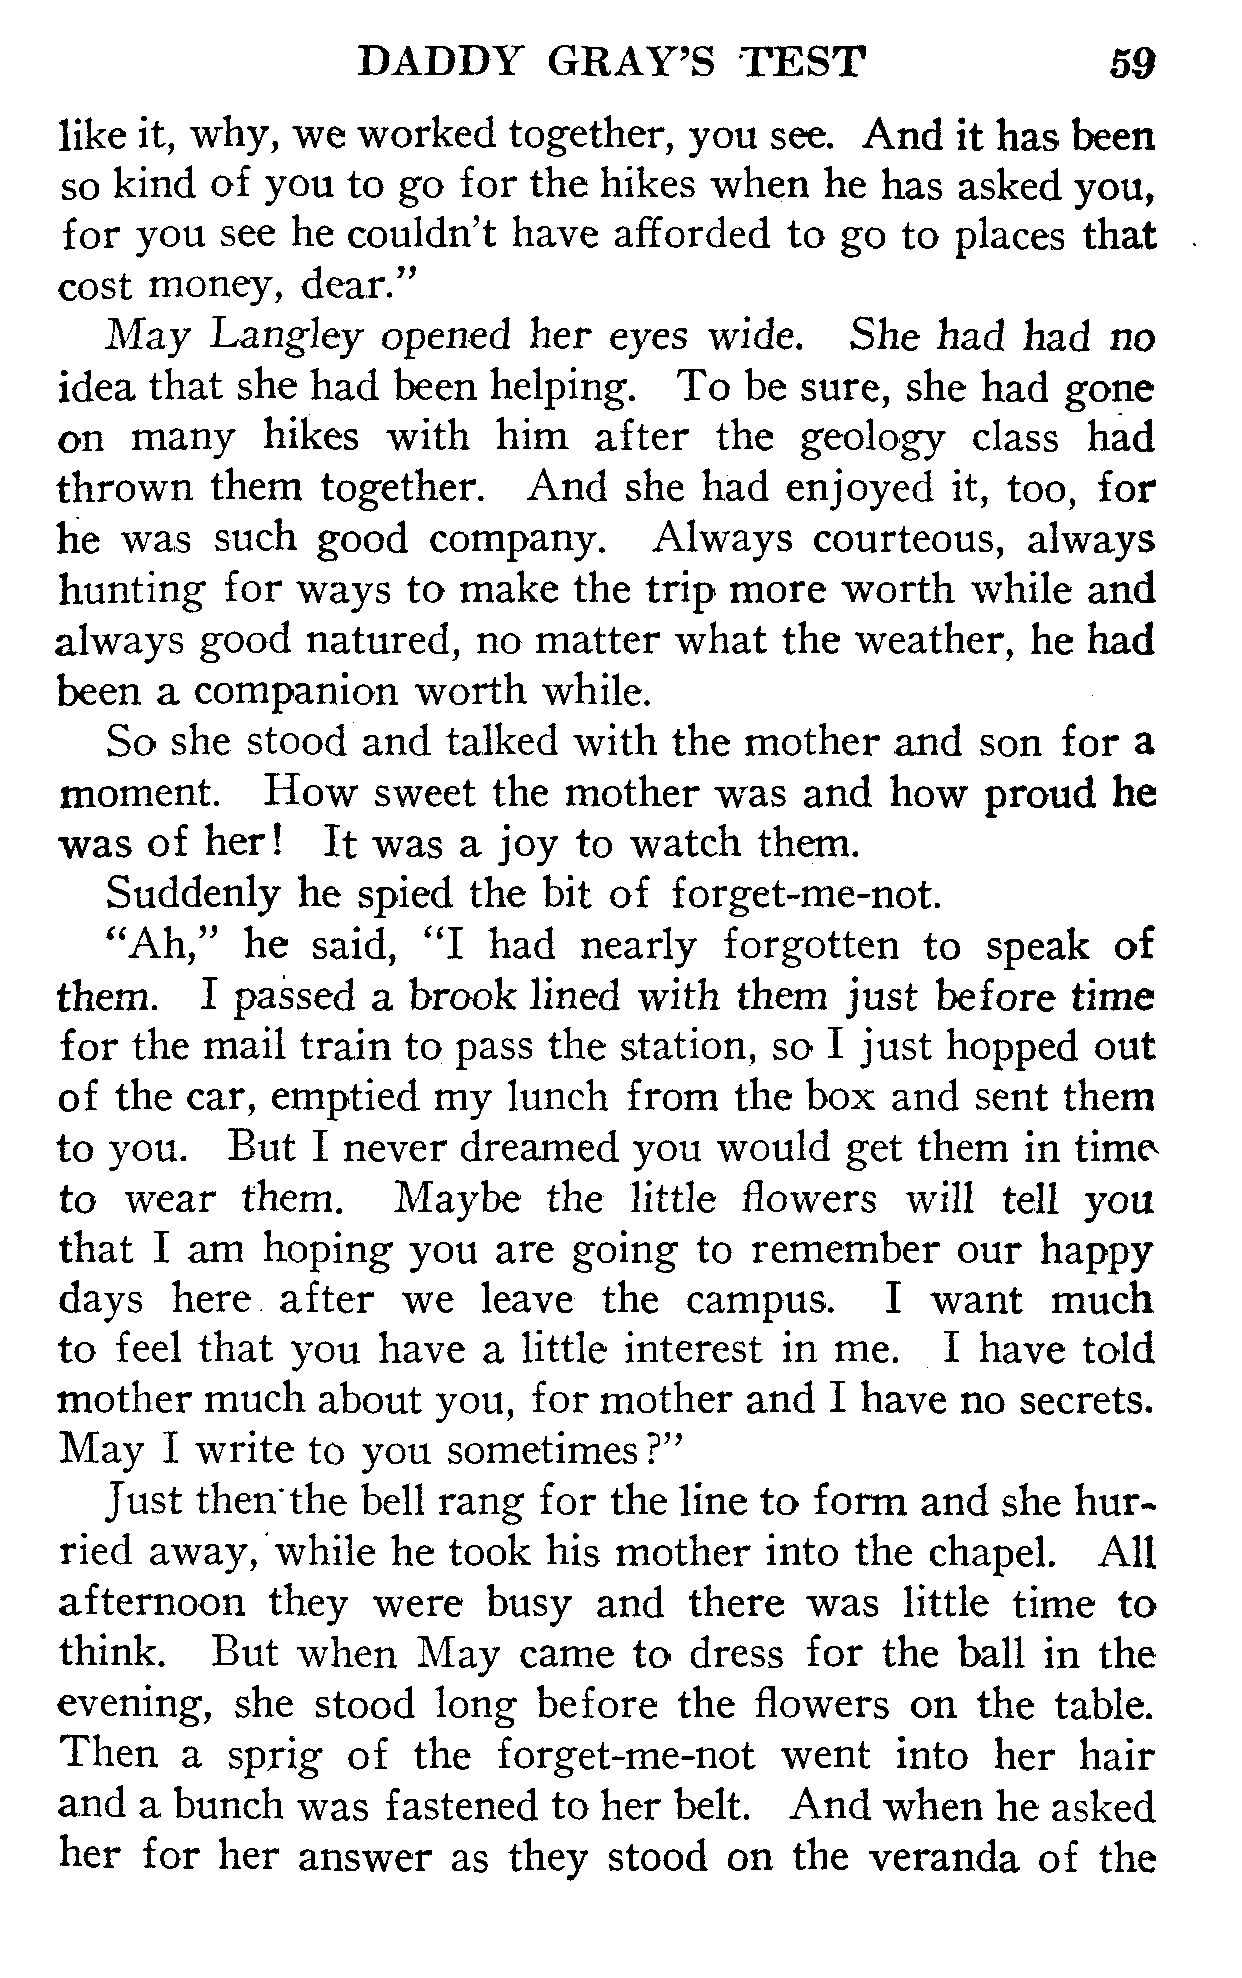 DADDY GRAY'S TEST 59
like it, why, we worked together, you see. And it has been
so kind of you to go for the hikes when he has asked you,
for you see he couldn't have afforded to go to places that
cost money, dear."
May Langley opened her eyes wide. She had had no
idea that she had been helping. To be sure, she had gone
on many hikes with him after the geology class had
thrown them together. And she had enjoyed it, too, for
he was such good company. Always courteous, always
hunting for ways to make the trip more worth while and
always good natured, no matter what the weather, he had
been a companion worth while.
So she stood and talked with the mother and son for a
moment. How sweet the mother was and how proud he
was of her! It was a joy to watch them.
Suddenly he spied the bit of forget-me-not.
"Ah," he said, "I had nearly forgotten to speak of
them. I passed a brook lined with them just before time
for the mail train to pass the station, so I just hopped out
of the car, emptied my lunch from the box and sent them
to you. But I never dreamed you would get them in time
to wear them. Maybe the little flowers will tell you
that I am hoping you are going to remember our happy
days here after we leave the campus. I want much
to feel that you have a little interest in me. I have told
mother much about you, for mother and I have no secrets.
May I write to you sometimes?"
Just then the bell rang for the line to form and she hur-
ried away, while he took his mother into the chapel. All
afternoon they were busy and there was little time to
think. But when May came to dress for the ball in the
evening, she stood long before the flowers on the table.
Then a sprig of the forget-me-not went into her hair
and a bunch was fastened to her belt. And when he asked
her for her answer as they stood on the veranda of the